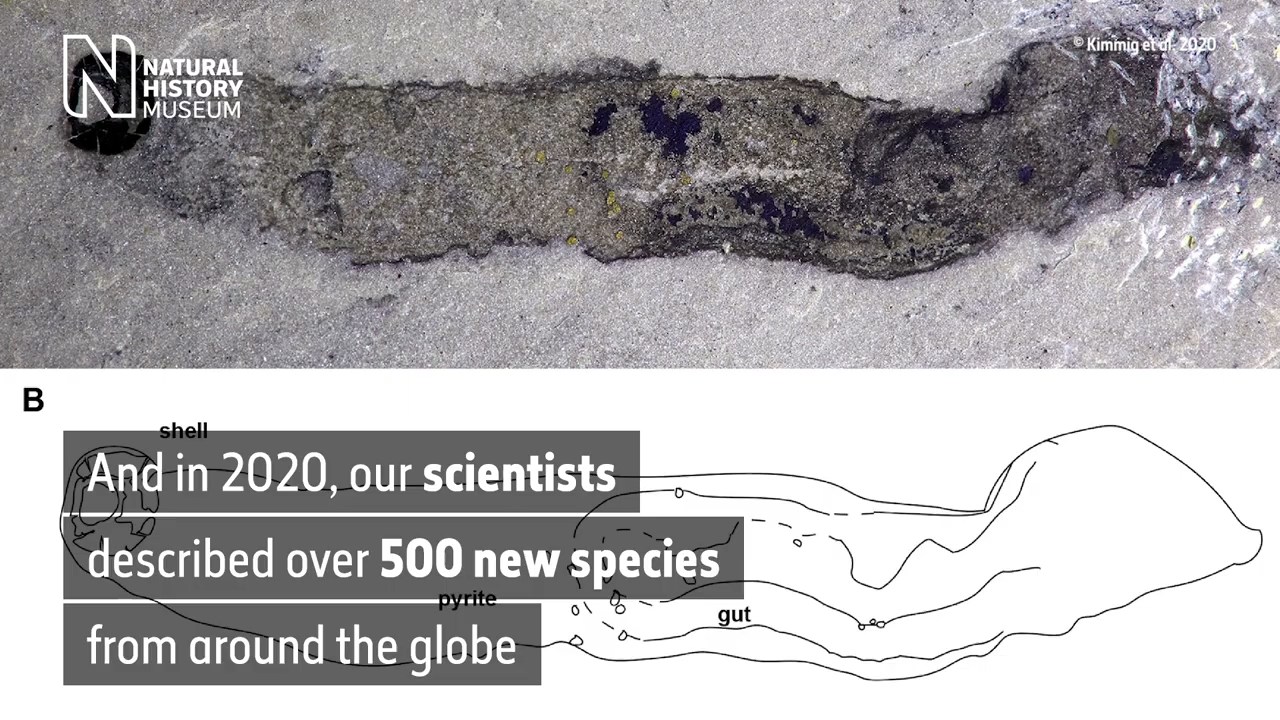 NATURAL
HISTORY
MUSEUM
© Kimmig et al. 2020
B
shell
And in 2020, our scientists
described over 500 new species
pyrite
gut
from around the globe